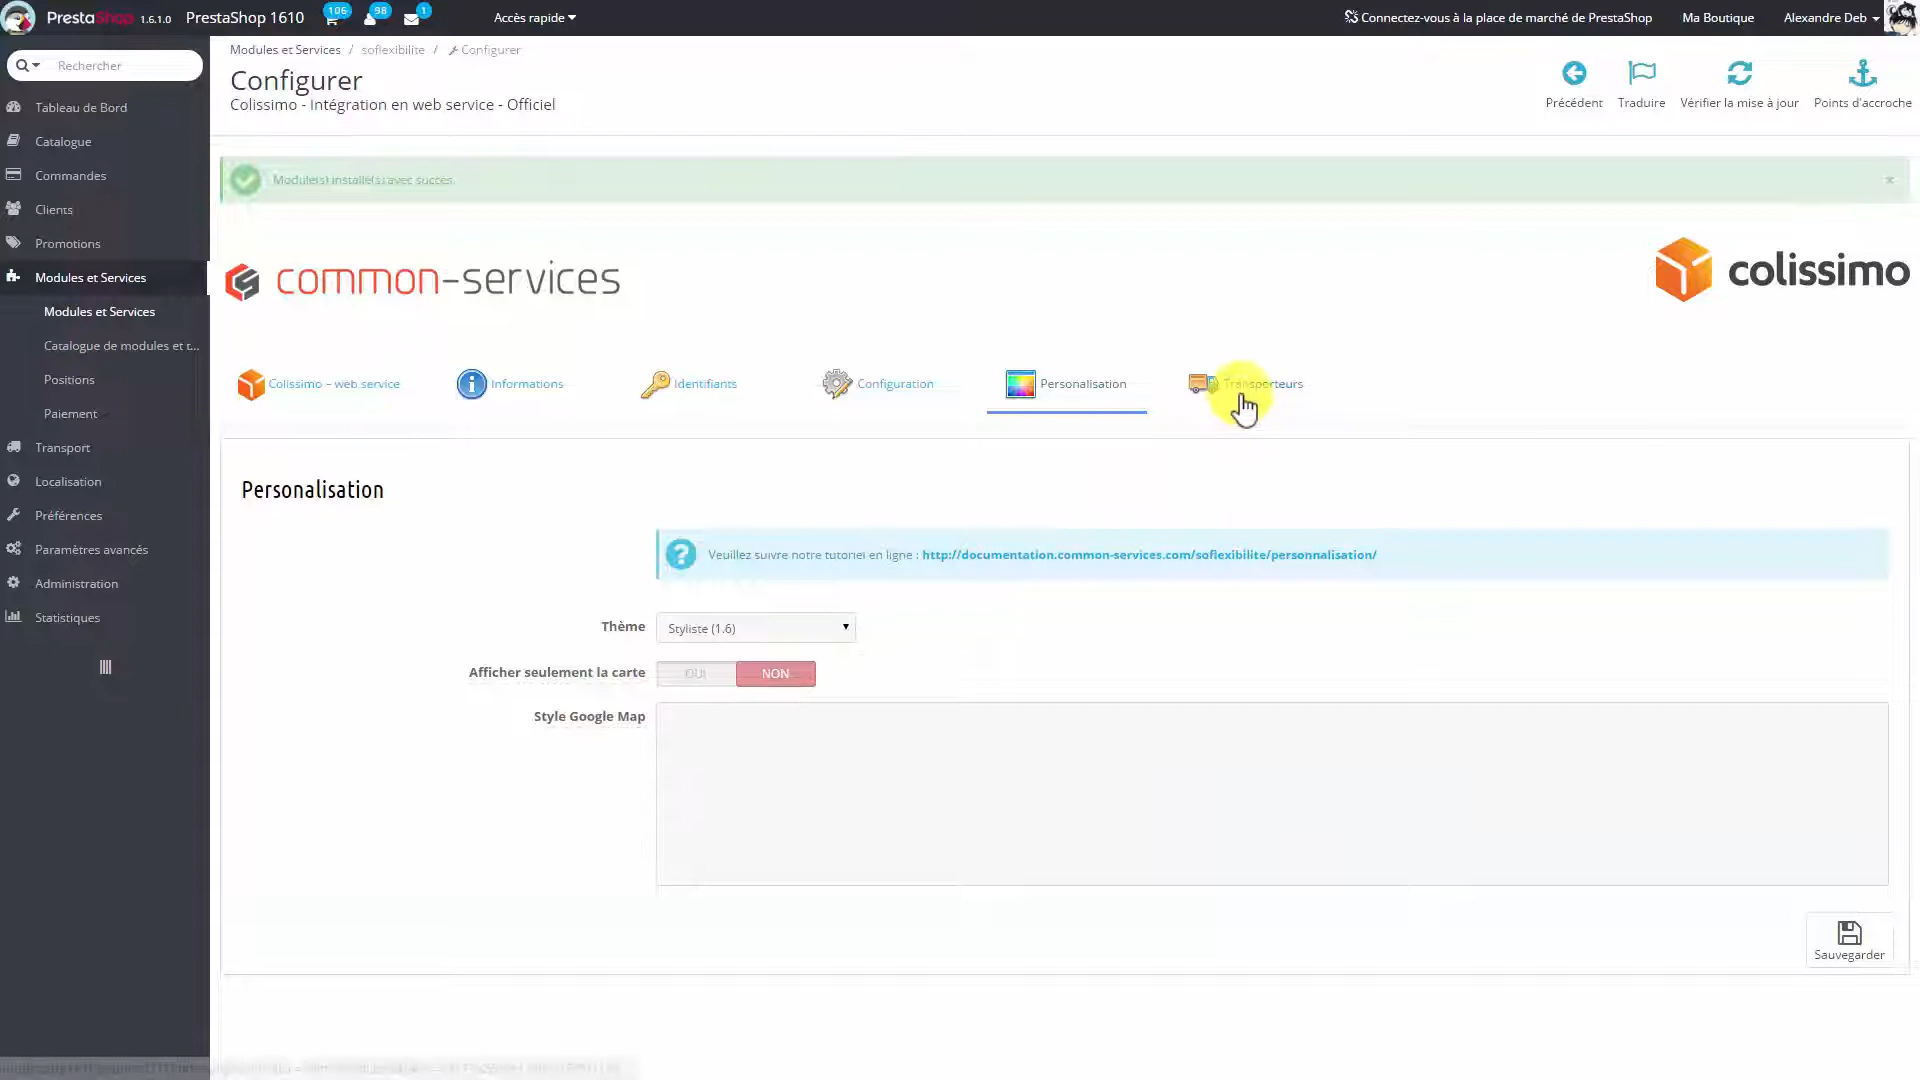 PrestaShop 1.6.1.0 PrestaShop 1610 106 98 1 Accès rapide Connectez-vous à la place de marché de PrestaShop Ma Boutique Alexandre Deb
Rechercher
Tableau de Bord
Catalogue
Commandes
Clients
Promotions
Modules et Services
Modules et Services
Catalogue de modules et t...
Positions
Paiement
Transport
Localisation
Préférences
Paramètres avancés
Administration
Statistiques
Modules et Services / soflexibilite / Configurer
Configurer
Colissimo - Intégration en web service - Officiel
Précédent Traduire Vérifier la mise à jour Points d'accroche
Module(s) installé(s) avec succès.
common-services
colissimo
Colissimo - web service Informations Identifiants Configuration Personalisation Transporteurs
Personalisation
Veuillez suivre notre tutoriel en ligne : http://documentation.common-services.com/soflexibilite/personnalisation/
Thème Styliste (1.6)
Afficher seulement la carte OUI NON
Style Google Map
Sauvegarder